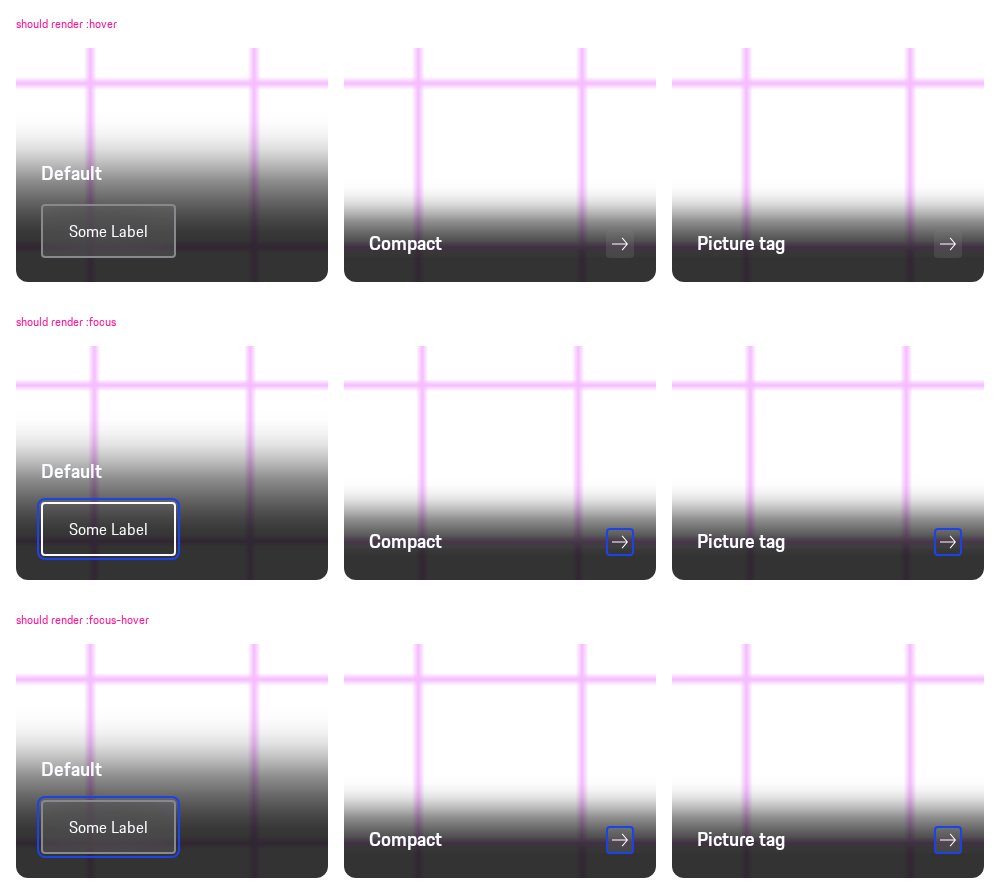 should render :hover
Default
Some Label
Compact
Picture tag
should render :focus
Default
Some Label
Compact
Picture tag
should render :focus-hover
Default
Some Label
Compact
Picture tag